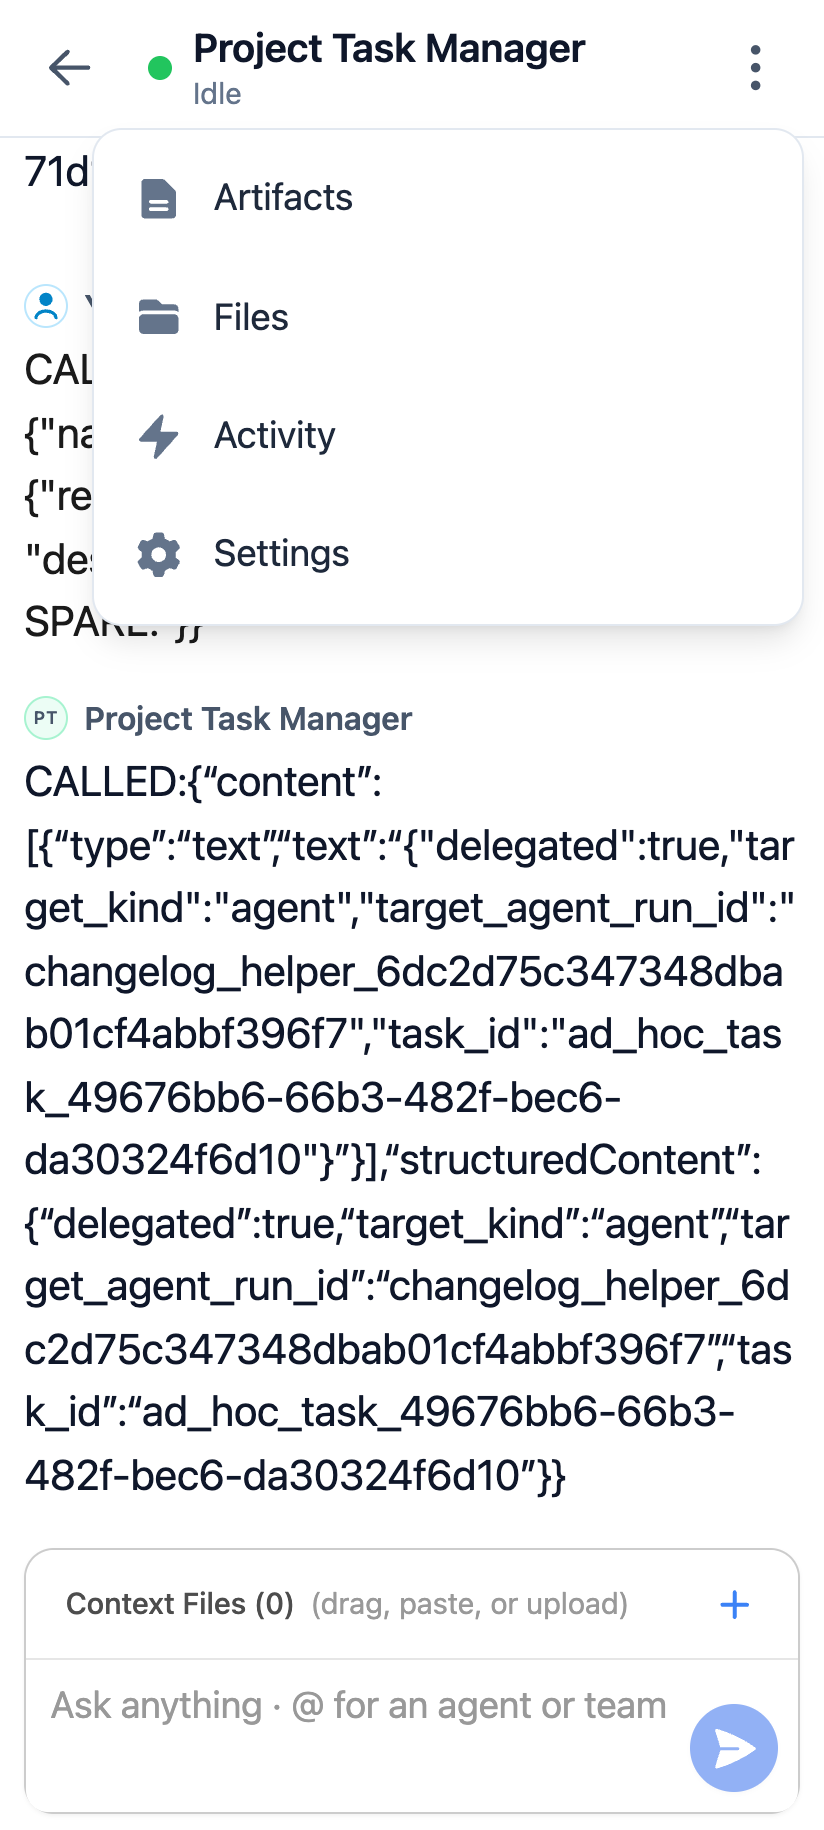 Project Task Manager
Idle
71d
Artifacts
Files
Activity
Settings
CAL
{"na
{"re
"des
SPARE."}}
PT Project Task Manager
CALLED:{“content”:
[{“type”:“text”,“text”:“{"delegated":true,"tar
get_kind":"agent","target_agent_run_id":"
changelog_helper_6dc2d75c347348dba
b01cf4abbf396f7","task_id":"ad_hoc_tas
k_49676bb6-66b3-482f-bec6-
da30324f6d10"}”}],“structuredContent”:
{“delegated”:true,“target_kind”:“agent”,“tar
get_agent_run_id”:“changelog_helper_6d
c2d75c347348dbab01cf4abbf396f7”,“tas
k_id”:“ad_hoc_task_49676bb6-66b3-
482f-bec6-da30324f6d10”}}
Context Files (0) (drag, paste, or upload)
Ask anything · @ for an agent or team